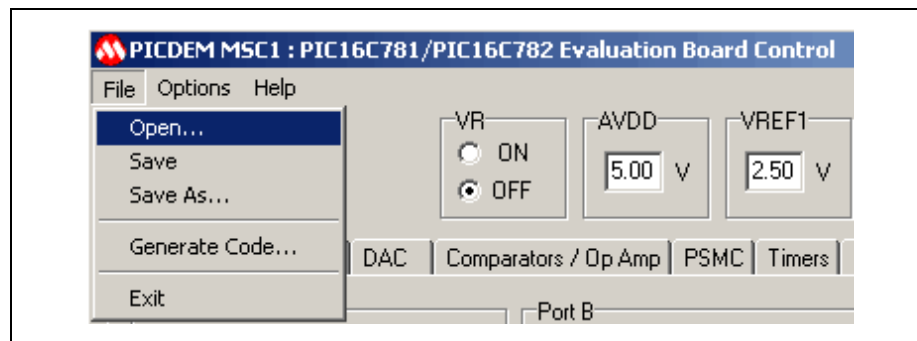 PICDEM MSC1 : PIC16C781/PIC16C782 Evaluation Board Control
File Options Help
Open...
Save
Save As...
Generate Code...
Exit
VR
ON
OFF
AVDD
5.00 V
VREF1
2.50 V
DAC
Comparators / Op Amp
PSMC
Timers
Port B